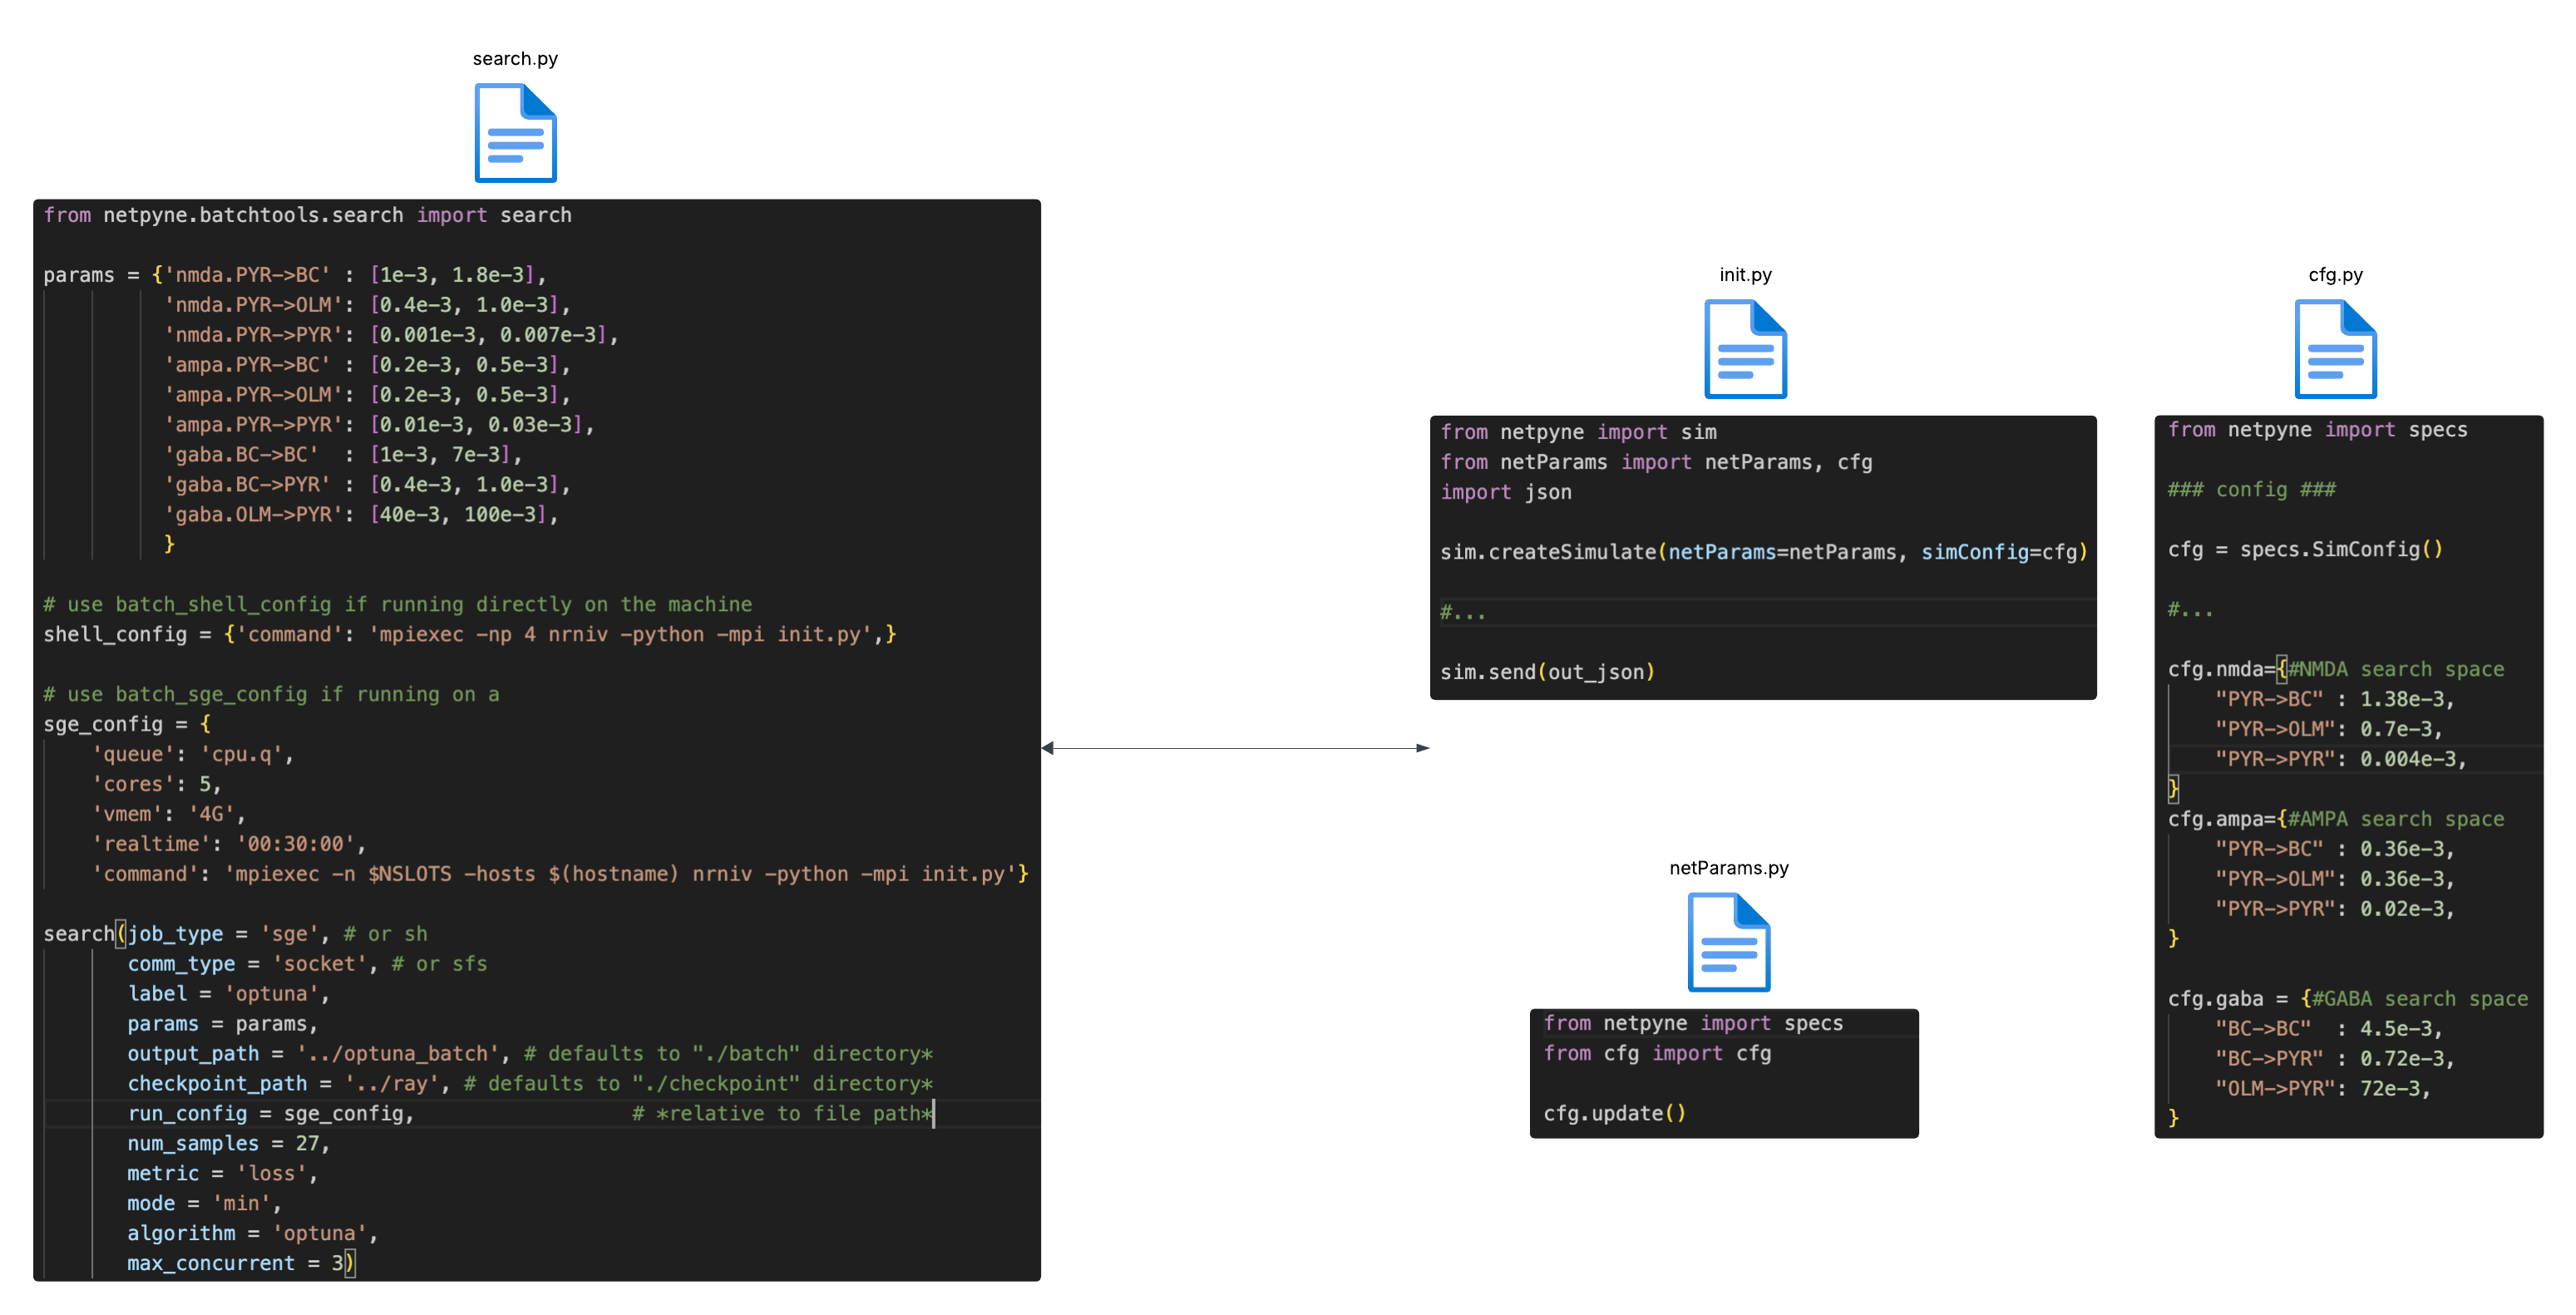 search.py
from netpyne.batchtools.search import search
params = {'nmda.PYR->BC' : [1e-3, 1.8e-3],
'nmda.PYR->OLM': [0.4e-3, 1.0e-3],
'nmda.PYR->PYR': [0.001e-3, 0.007e-3],
'ampa.PYR->BC' : [0.2e-3, 0.5e-3],
'ampa.PYR->OLM': [0.2e-3, 0.5e-3],
'ampa.PYR->PYR': [0.01e-3, 0.03e-3],
'gaba.BC->BC'  : [1e-3, 7e-3],
'gaba.BC->PYR' : [0.4e-3, 1.0e-3],
'gaba.OLM->PYR': [40e-3, 100e-3],
}
# use batch_shell_config if running directly on the machine
shell_config = {'command': 'mpiexec -np 4 nrniv -python -mpi init.py',}
# use batch_sge_config if running on a
sge_config = {
'queue': 'cpu.q',
'cores': 5,
'vmem': '4G',
'realtime': '00:30:00',
'command': 'mpiexec -n $NSLOTS -hosts $(hostname) nrniv -python -mpi init.py'}
search(job_type = 'sge', # or sh
comm_type = 'socket', # or sfs
label = 'optuna',
params = params,
output_path = '../optuna_batch', # defaults to "./batch" directory*
checkpoint_path = '../ray', # defaults to "./checkpoint" directory*
run_config = sge_config, # *relative to file path*
num_samples = 27,
metric = 'loss',
mode = 'min',
algorithm = 'optuna',
max_concurrent = 3)
init.py
from netpyne import sim
from netParams import netParams, cfg
import json
sim.createSimulate(netParams=netParams, simConfig=cfg)
#...
sim.send(out_json)
netParams.py
from netpyne import specs
from cfg import cfg
cfg.update()
cfg.py
from netpyne import specs
### config ###
cfg = specs.SimConfig()
#...
cfg.nmda={#NMDA search space
"PYR->BC" : 1.38e-3,
"PYR->OLM": 0.7e-3,
"PYR->PYR": 0.004e-3,
}
cfg.ampa={#AMPA search space
"PYR->BC" : 0.36e-3,
"PYR->OLM": 0.36e-3,
"PYR->PYR": 0.02e-3,
}
cfg.gaba = {#GABA search space
"BC->BC"  : 4.5e-3,
"BC->PYR" : 0.72e-3,
"OLM->PYR": 72e-3,
}